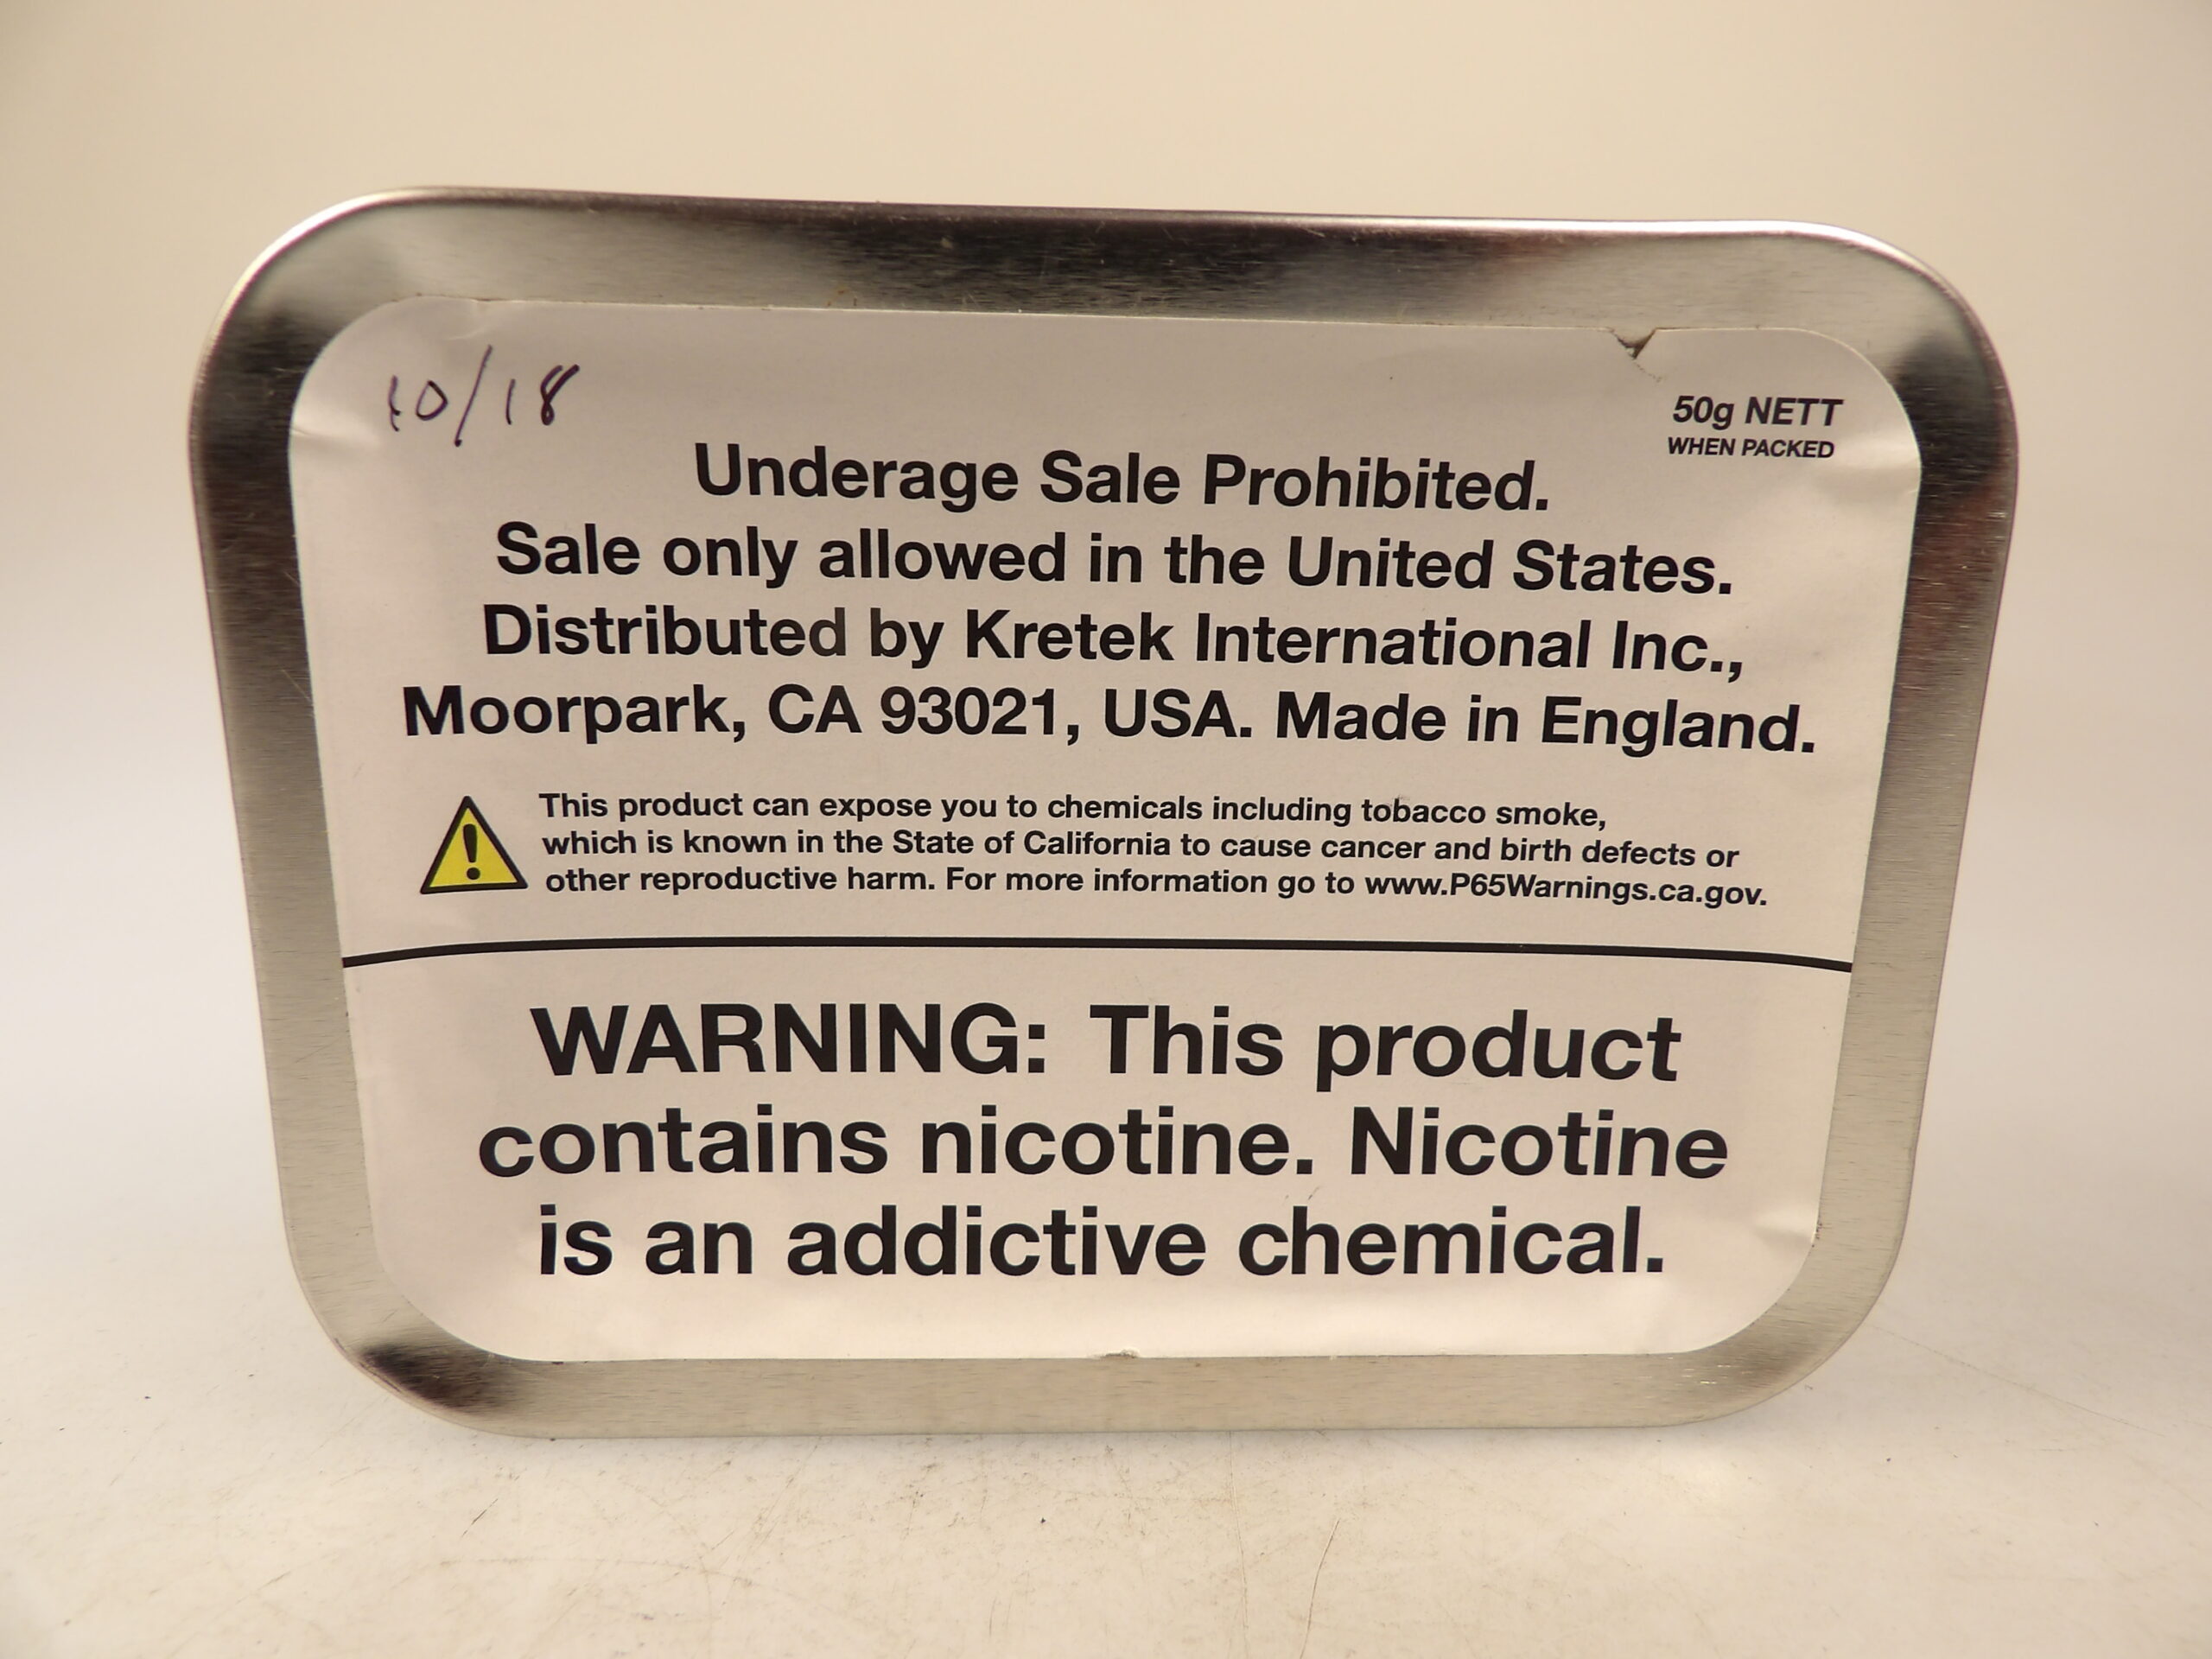 10/18
50g NETT
WHEN PACKED
Underage Sale Prohibited.
Sale only allowed in the United States.
Distributed by Kretek International Inc.,
Moorpark, CA 93021, USA. Made in England.
This product can expose you to chemicals including tobacco smoke,
which is known in the State of California to cause cancer and birth defects or
other reproductive harm. For more information go to www.P65Warnings.ca.gov.
WARNING: This product
contains nicotine. Nicotine
is an addictive chemical.